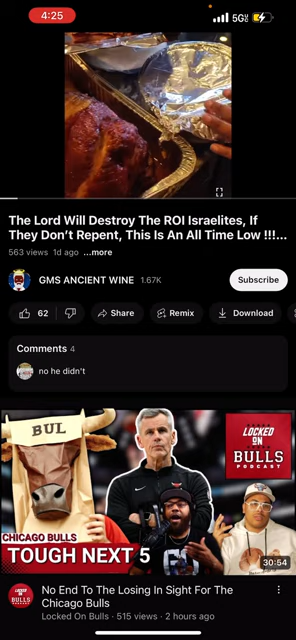 4:25
5G
The Lord Will Destroy The ROI Israelites, If
They Don't Repent, This Is An All Time Low !!!...
563 views 1d ago ...more
GMS ANCIENT WINE 1.67K
Subscribe
62
Share
Remix
Download
Comments 4
no he didn't
BUL
LOCKED
ON
BULLS
PODCAST
CHICAGO BULLS
TOUGH NEXT 5
30:54
No End To The Losing In Sight For The
Chicago Bulls
Locked On Bulls · 515 views · 2 hours ago